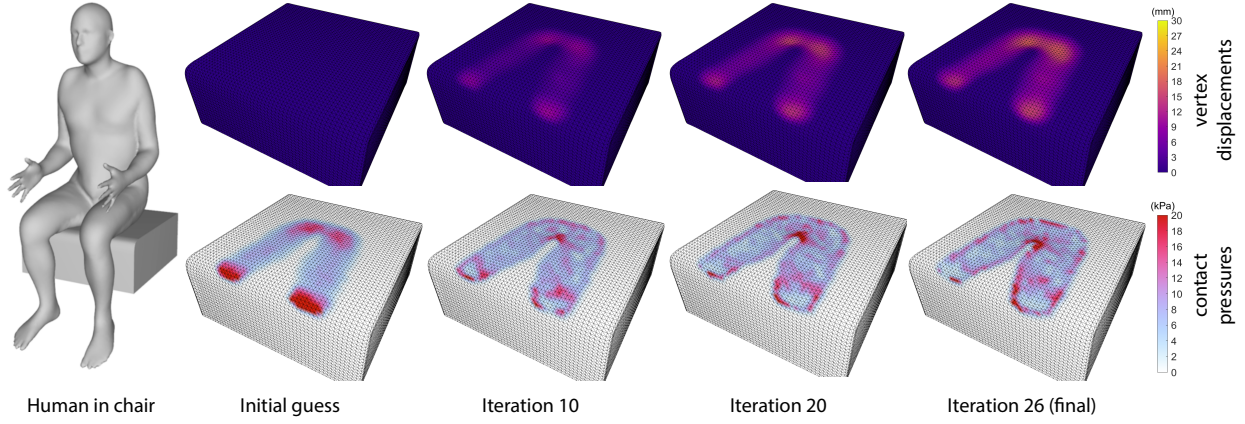 (mm)
30
27
24
21
18
15
12
9
6
3
0
vertex
displacements
(kPa)
20
18
16
14
12
10
8
6
4
2
0
contact
pressures
Human in chair
Initial guess
Iteration 10
Iteration 20
Iteration 26 (final)